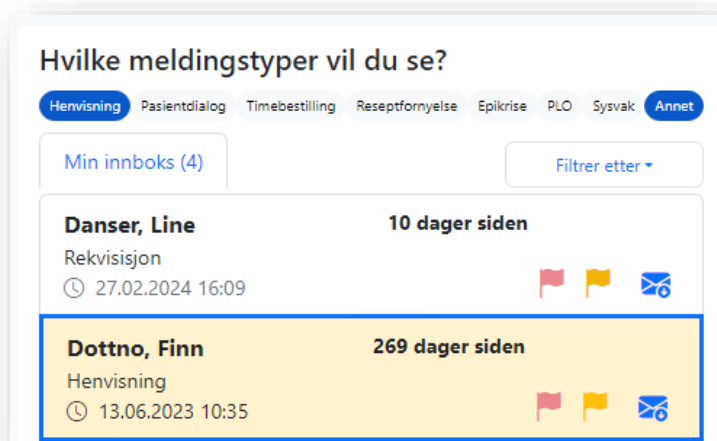 Hvilke meldingstyper vil du se?
Henvisning Pasientdialog Timebestilling Reseptfornyelse Epikrise PLO Sysvak Annet
Min innboks (4) Filtrer etter
Danser, Line 10 dager siden
Rekvisisjon
27.02.2024 16:09
Dottno, Finn 269 dager siden
Henvisning
13.06.2023 10:35